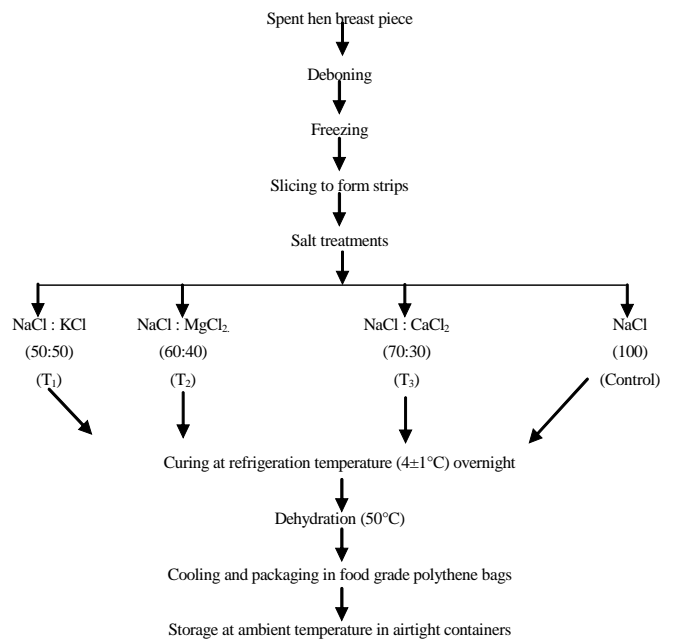 Spent hen breast piece
Deboning
Freezing
Slicing to form strips
Salt treatments
NaCl : KCl
(50:50)
(T₁)
NaCl : MgCl₂.
(60:40)
(T₂)
NaCl : CaCl₂
(70:30)
(T₃)
NaCl
(100)
(Control)
Curing at refrigeration temperature (4±1°C) overnight
Dehydration (50°C)
Cooling and packaging in food grade polythene bags
Storage at ambient temperature in airtight containers